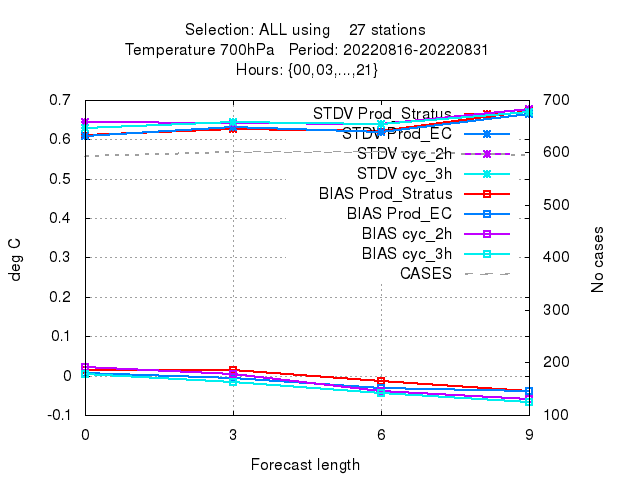 Selection: ALL using    27 stations
Temperature 700hPa   Period: 20220816-20220831
Hours: {00,03,...,21}
0.7
0.6
0.5
0.4
0.3
0.2
0.1
0
-0.1
deg C
STDV Prod_Stratus
STDV Prod_EC
STDV cyc_2h
STDV cyc_3h
BIAS Prod_Stratus
BIAS Prod_EC
BIAS cyc_2h
BIAS cyc_3h
CASES
700
600
500
400
300
200
100
No cases
0 3 6 9
Forecast length